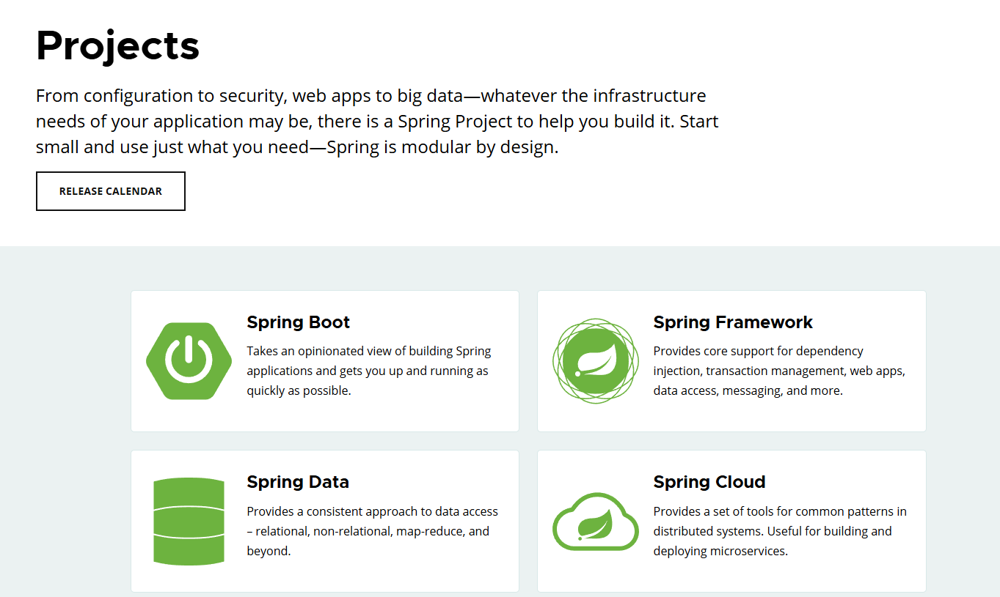 Projects
From configuration to security, web apps to big data—whatever the infrastructure
needs of your application may be, there is a Spring Project to help you build it. Start
small and use just what you need—Spring is modular by design.
RELEASE CALENDAR
Spring Boot
Takes an opinionated view of building Spring
applications and gets you up and running as
quickly as possible.
Spring Framework
Provides core support for dependency
injection, transaction management, web apps,
data access, messaging, and more.
Spring Data
Provides a consistent approach to data access
– relational, non-relational, map-reduce, and
beyond.
Spring Cloud
Provides a set of tools for common patterns in
distributed systems. Useful for building and
deploying microservices.